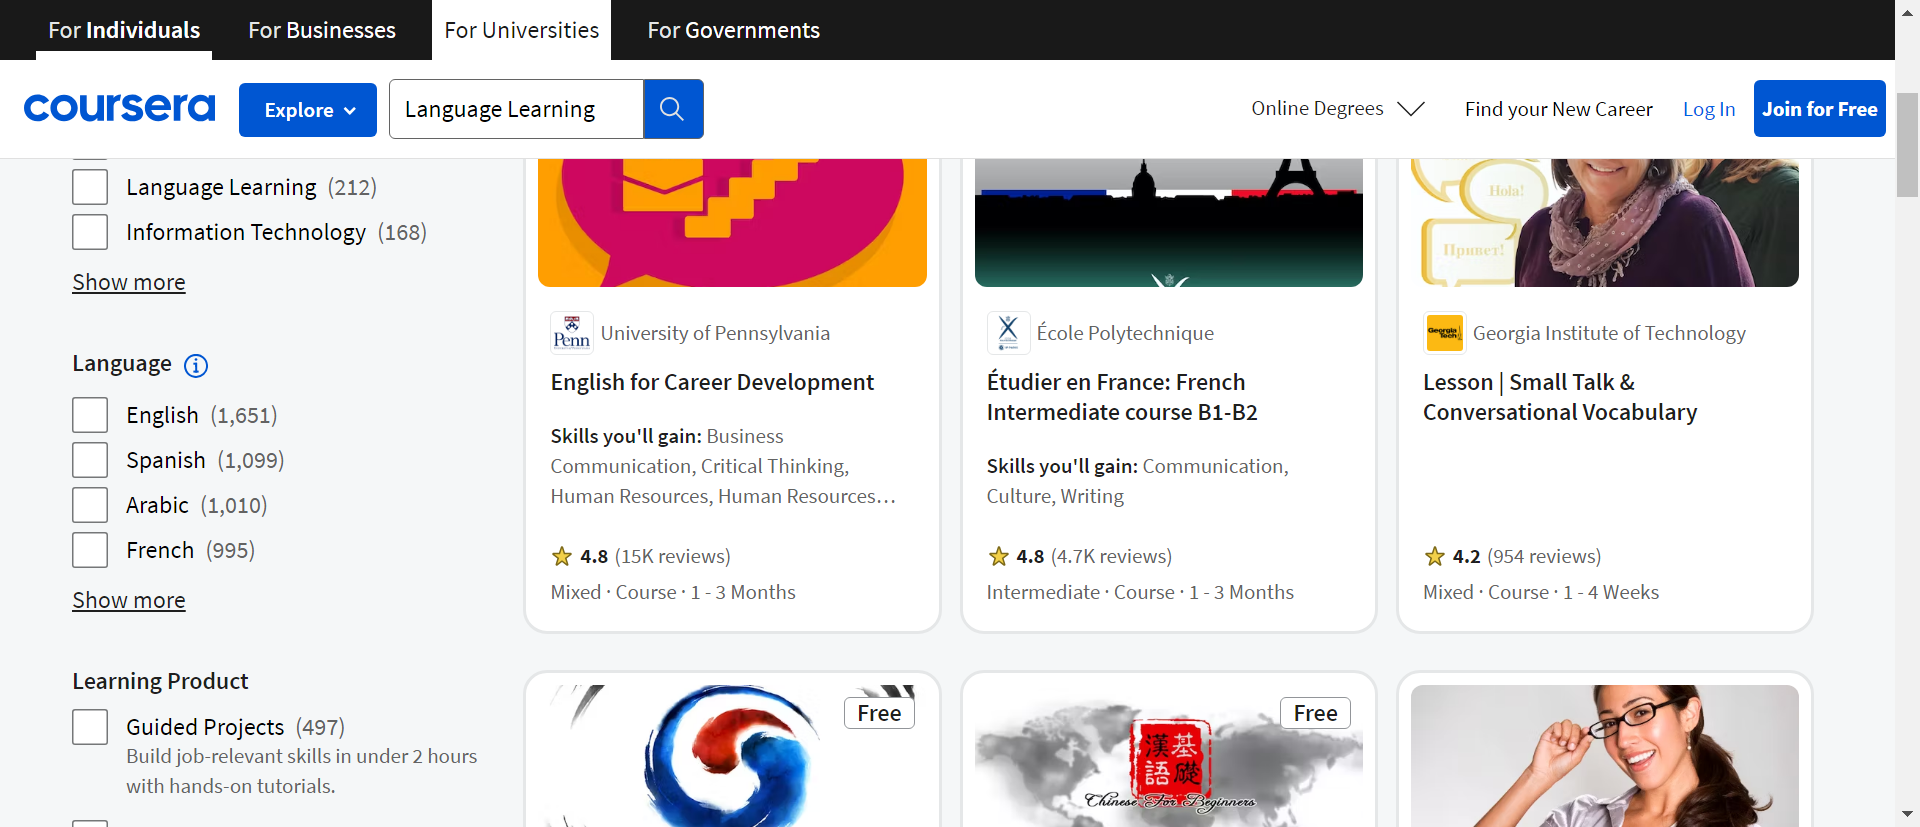 For Individuals
For Businesses
For Universities
For Governments
coursera
Explore
Language Learning
Online Degrees
Find your New Career
Log In
Join for Free
Language Learning (212)
Information Technology (168)
Show more
Language
English (1,651)
Spanish (1,099)
Arabic (1,010)
French (995)
Show more
Learning Product
Guided Projects (497)
Build job-relevant skills in under 2 hours
with hands-on tutorials.
Penn
University of Pennsylvania
English for Career Development
Skills you'll gain: Business
Communication, Critical Thinking,
Human Resources, Human Resources…
4.8 (15K reviews)
Mixed · Course · 1 - 3 Months
École Polytechnique
Étudier en France: French
Intermediate course B1-B2
Skills you'll gain: Communication,
Culture, Writing
4.8 (4.7K reviews)
Intermediate · Course · 1 - 3 Months
Hola!
Привет!
Georgia
Tech
Georgia Institute of Technology
Lesson | Small Talk &
Conversational Vocabulary
4.2 (954 reviews)
Mixed · Course · 1 - 4 Weeks
Free
Free
漢基
語礎
Chinese For Beginners